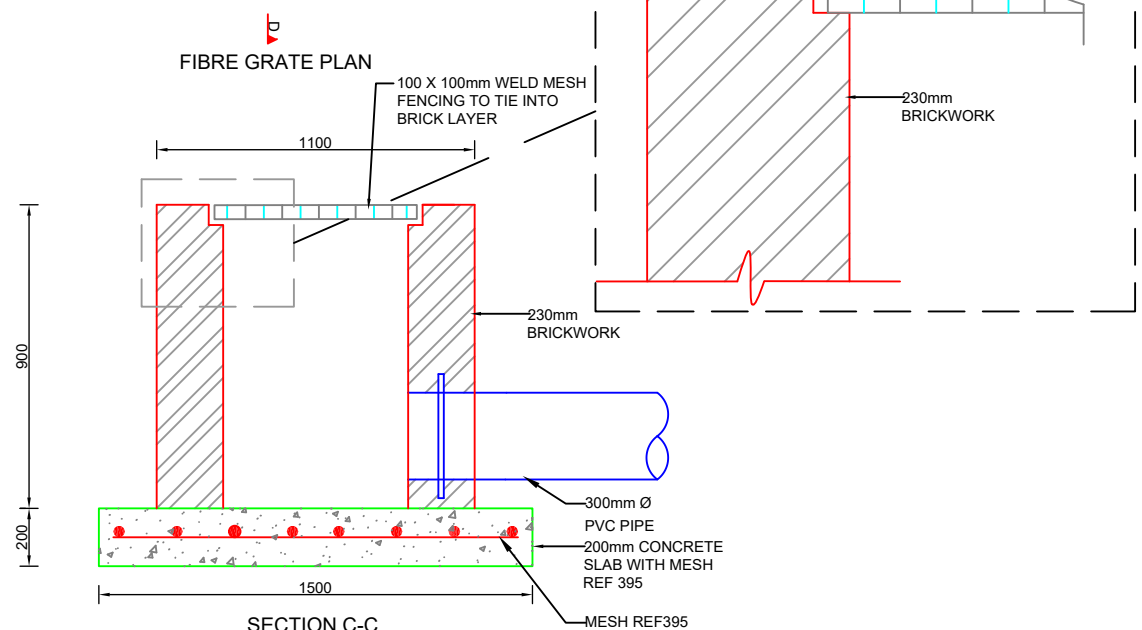 D
FIBRE GRATE PLAN
100 X 100mm WELD MESH
FENCING TO TIE INTO
BRICK LAYER
230mm
BRICKWORK
1100
900
230mm
BRICKWORK
300mm Ø
PVC PIPE
200
200mm CONCRETE
SLAB WITH MESH
REF 395
1500
MESH REF395
SECTION C-C